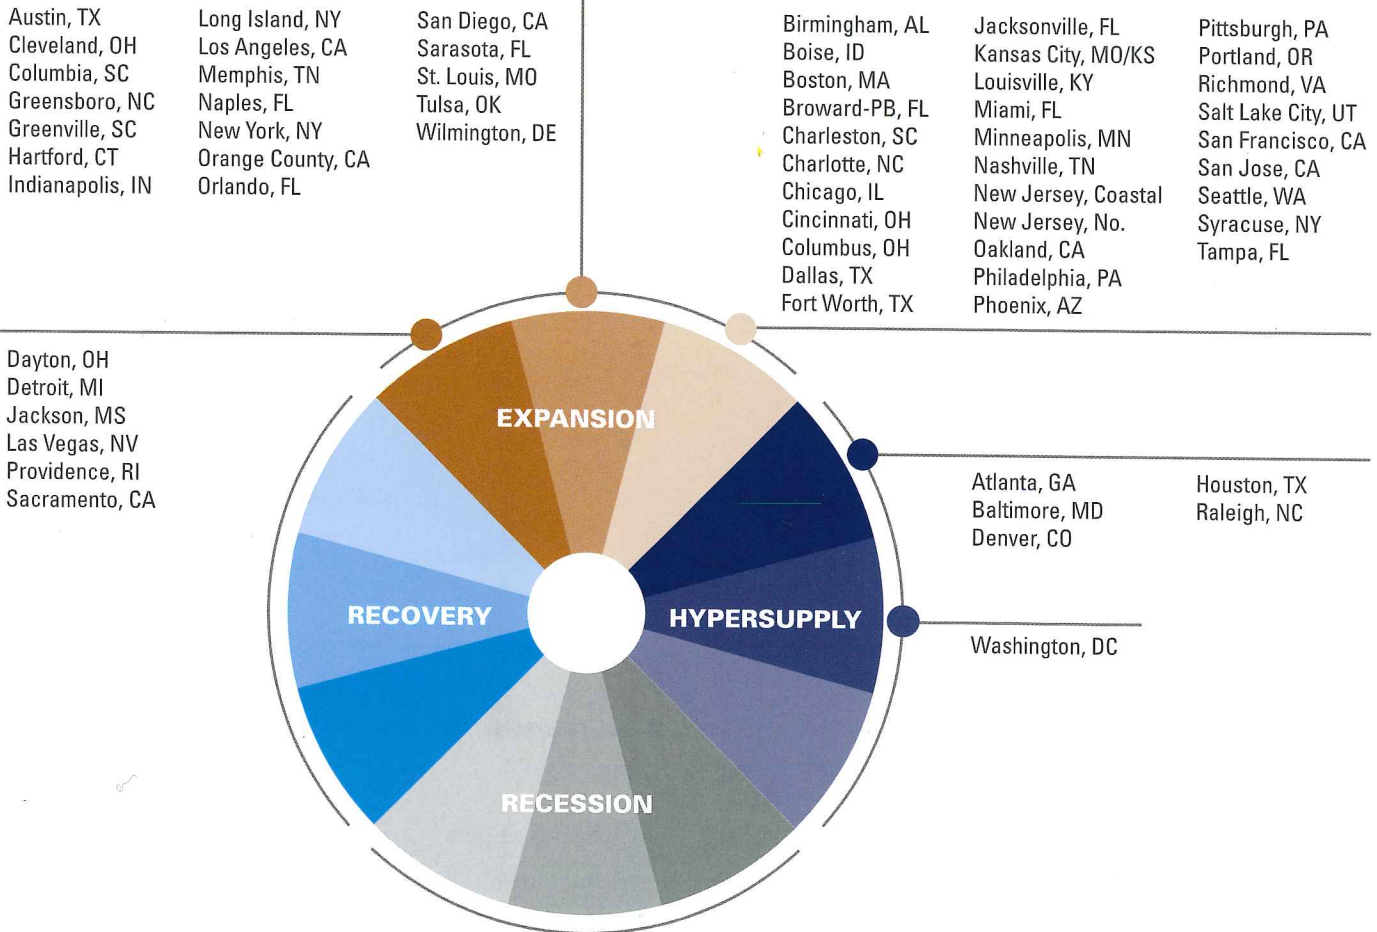 Austin, TX
Cleveland, OH
Columbia, SC
Greensboro, NC
Greenville, SC
Hartford, CT
Indianapolis, IN
Long Island, NY
Los Angeles, CA
Memphis, TN
Naples, FL
New York, NY
Orange County, CA
Orlando, FL
San Diego, CA
Sarasota, FL
St. Louis, MO
Tulsa, OK
Wilmington, DE
Birmingham, AL
Boise, ID
Boston, MA
Broward-PB, FL
Charleston, SC
Charlotte, NC
Chicago, IL
Cincinnati, OH
Columbus, OH
Dallas, TX
Fort Worth, TX
Jacksonville, FL
Kansas City, MO/KS
Louisville, KY
Miami, FL
Minneapolis, MN
Nashville, TN
New Jersey, Coastal
New Jersey, No.
Oakland, CA
Philadelphia, PA
Phoenix, AZ
Pittsburgh, PA
Portland, OR
Richmond, VA
Salt Lake City, UT
San Francisco, CA
San Jose, CA
Seattle, WA
Syracuse, NY
Tampa, FL
Dayton, OH
Detroit, MI
Jackson, MS
Las Vegas, NV
Providence, RI
Sacramento, CA
EXPANSION
Atlanta, GA
Baltimore, MD
Denver, CO
Houston, TX
Raleigh, NC
RECOVERY
HYPERSUPPLY
Washington, DC
RECESSION